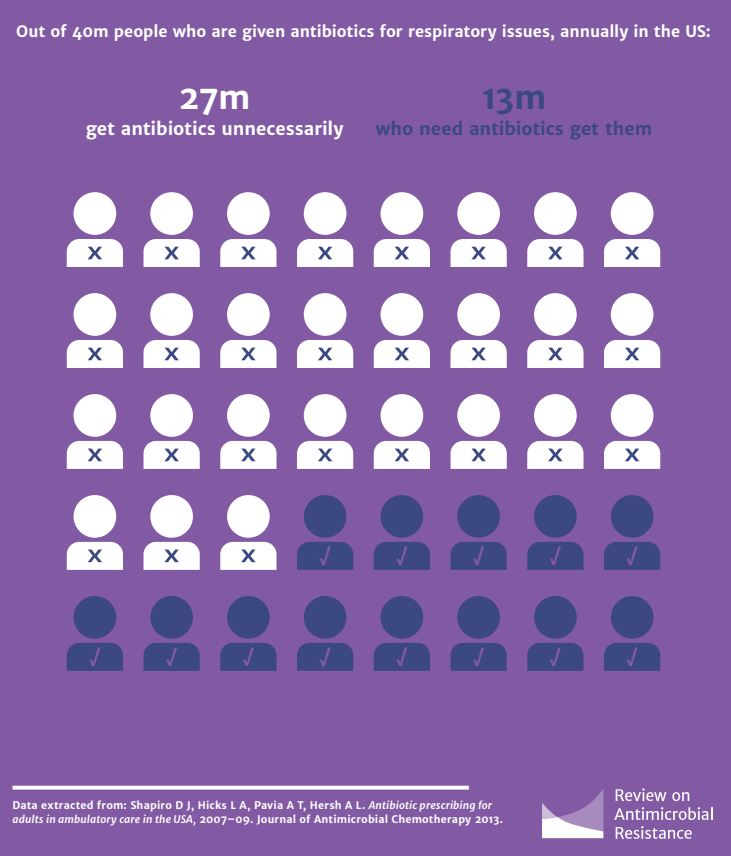 Out of 40m people who are given antibiotics for respiratory issues, annually in the US:
27m
get antibiotics unnecessarily
13m
who need antibiotics get them
X X X X X X X X
X X X X X X X X
X X X X X X X X
X X X √ √ √ √ √
√ √ √ √ √ √ √ √
Data extracted from: Shapiro D J, Hicks L A, Pavia A T, Hersh A L. Antibiotic prescribing for
adults in ambulatory care in the USA, 2007–09. Journal of Antimicrobial Chemotherapy 2013.
Review on
Antimicrobial
Resistance